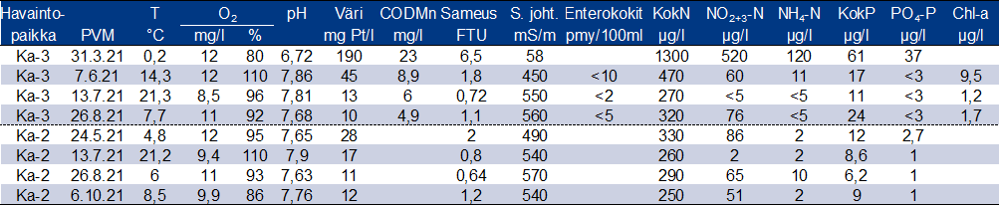 Havainto- T O2 pH Väri CODMn Sameus S. joht. Enterokokit KokN NO2+3-N NH4-N KokP PO4-P Chl-a
paikka PVM °C mg/l % mg Pt/l mg/l FTU mS/m pmy/100ml µg/l µg/l µg/l µg/l µg/l µg/l
Ka-3 31.3.21 0,2 12 80 6,72 190 23 6,5 58 1300 520 120 61 37
Ka-3 7.6.21 14,3 12 110 7,86 45 8,9 1,8 450 <10 470 60 11 17 <3 9,5
Ka-3 13.7.21 21,3 8,5 96 7,81 13 6 0,72 550 <2 270 <5 <5 11 <3 1,2
Ka-3 26.8.21 7,7 11 92 7,68 10 4,9 1,1 560 <5 320 76 <5 24 <3 1,7
Ka-2 24.5.21 4,8 12 95 7,65 28 2 490 330 86 2 12 2,7
Ka-2 13.7.21 21,2 9,4 110 7,9 17 0,8 540 260 2 2 8,6 1
Ka-2 26.8.21 6 11 93 7,63 11 0,64 570 290 65 10 6,2 1
Ka-2 6.10.21 8,5 9,9 86 7,76 12 1,2 540 250 51 2 9 1